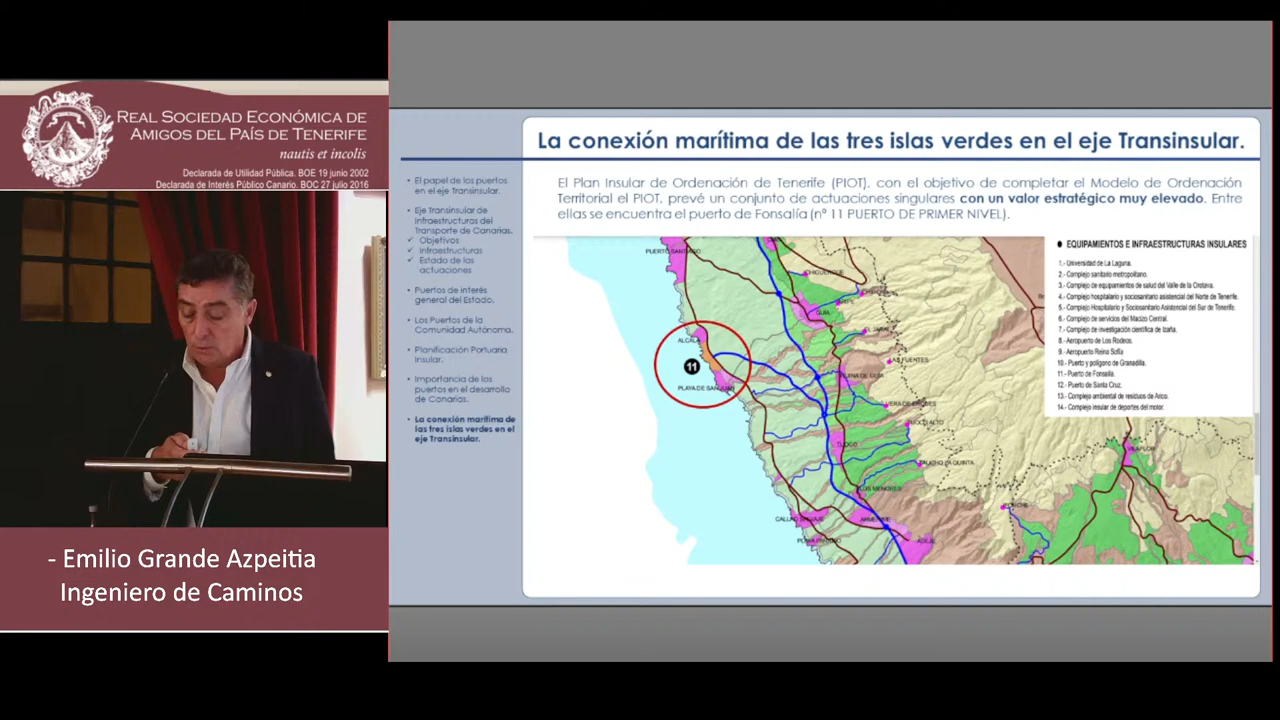 REAL SOCIEDAD ECONÓMICA DE
AMIGOS DEL PAÍS DE TENERIFE
nautis et incolis
Declarada de Utilidad Pública. BOE 19 junio 2002
Declarada de Interés Público Canario. BOC 27 julio 2016
- Emilio Grande Azpeitia
Ingeniero de Caminos
La conexión marítima de las tres islas verdes en el eje Transinsular.
• El papel de los puertos
en el eje Transinsular.
• Eje Transinsular de
Infraestructuras del
Transporte de Canarias.
✓ Objetivos
✓ Infraestructuras
✓ Estado de las
actuaciones
• Puertos de interés
general del Estado.
• Los Puertos de la
Comunidad Autónoma.
• Planificación Portuaria
Insular.
• Importancia de los
puertos en el desarrollo
de Canarias.
• La conexión marítima de
las tres islas verdes en el
eje Transinsular.
El Plan Insular de Ordenación de Tenerife (PIOT), con el objetivo de completar el Modelo de Ordenación
Territorial el PIOT, prevé un conjunto de actuaciones singulares con un valor estratégico muy elevado. Entre
ellas se encuentra el puerto de Fonsalía (nº 11 PUERTO DE PRIMER NIVEL).
● EQUIPAMIENTOS E INFRAESTRUCTURAS INSULARES
1.- Universidad de La Laguna.
2.- Complejo sanitario metropolitano.
3.- Complejo de equipamientos de salud del Valle de la Orotava.
4.- Complejo hospitalario y sociosanitario asistencial del Norte de Tenerife.
5.- Complejo Hospitalario y Sociosanitario Asistencial del Sur de Tenerife.
6.- Complejo de servicios del Macizo Central.
7.- Complejo de investigación científica de Izaña.
8.- Aeropuerto de Los Rodeos.
9.- Aeropuerto Reina Sofía
10.- Puerto y polígono de Granadilla.
11.- Puerto de Fonsalía.
12.- Puerto de Santa Cruz.
13.- Complejo ambiental de residuos de Arico.
14.- Complejo insular de deportes del motor.
PUERTO SANTIAGO
CHIGUERGUE
GUIA
EL JARAL
ALCALA
11
LAS FUENTES
PLAYA DE SAN JUAN
VERA DE ERQUES
TIJOCO
LOS MENORES
VILAFLOR
CALLAO SALVAJE
ARMEÑIME
ADEJE